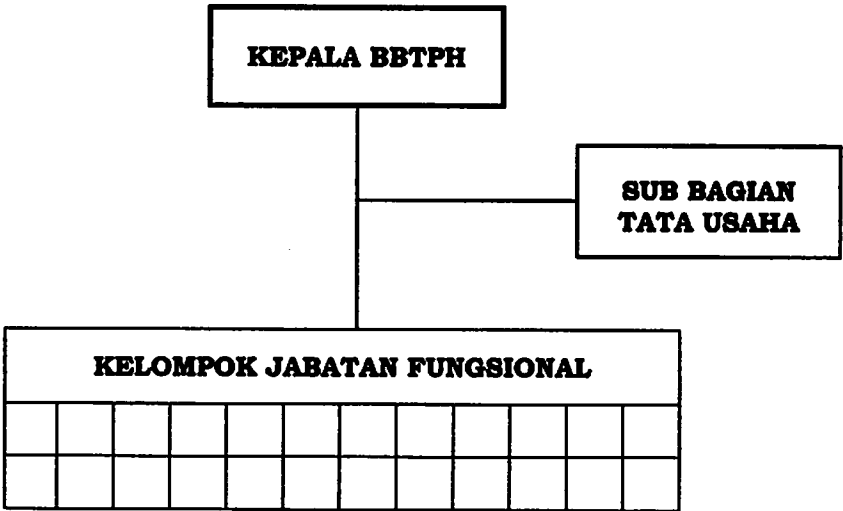 KEPALA BBTPH
SUB BAGIAN
TATA USAHA
KELOMPOK JABATAN FUNGSIONAL